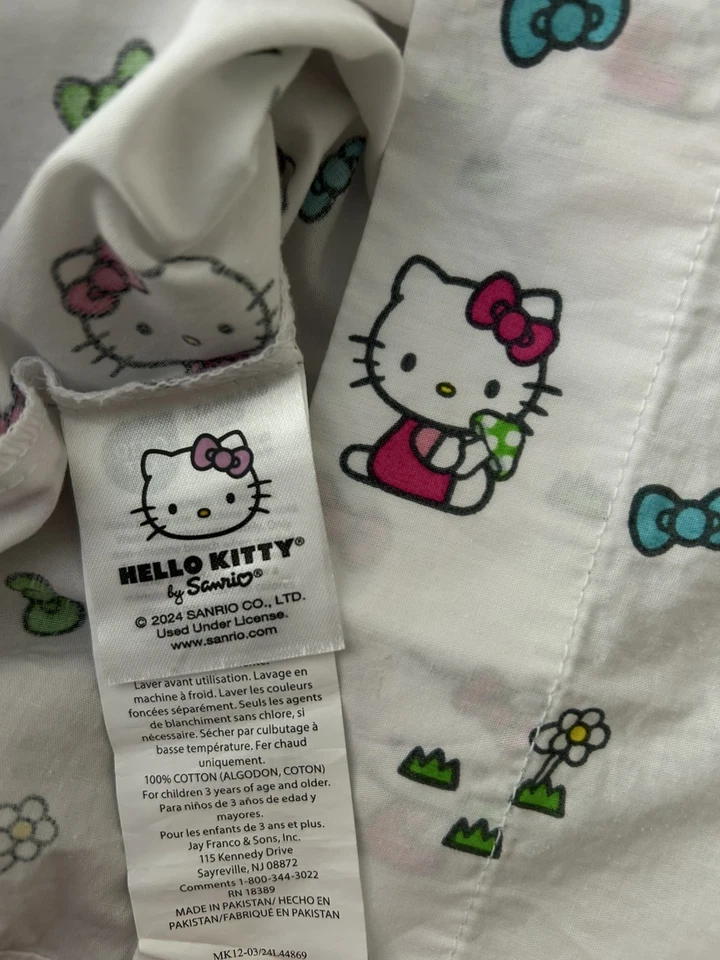 HELLO KITTY®
by Sanrio®
© 2024 SANRIO CO., LTD.
Used Under License.
www.sanrio.com
Laver avant utilisation. Lavage en
machine à froid. Laver les couleurs
foncées séparément. Seuls les agents
de blanchiment sans chlore, si
nécessaire. Sécher par culbutage à
basse température. Fer chaud
uniquement.
100% COTTON (ALGODON, COTON)
For children 3 years of age and older.
Para niños de 3 años de edad y
mayores.
Pour les enfants de 3 ans et plus.
Jay Franco & Sons, Inc.
115 Kennedy Drive
Sayreville, NJ 08872
Comments 1-800-344-3022
RN 18389
MADE IN PAKISTAN/ HECHO EN
PAKISTAN/FABRIQUÉ EN PAKISTAN
MK12-03/24L44869